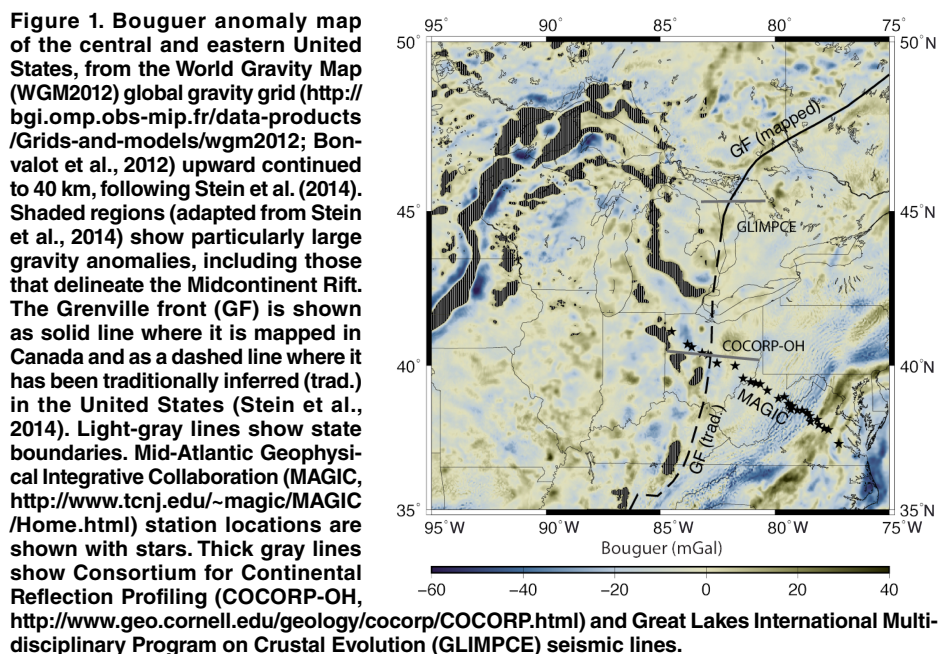 Figure 1. Bouguer anomaly map
of the central and eastern United
States, from the World Gravity Map
(WGM2012) global gravity grid (http://
bgi.omp.obs-mip.fr/data-products
/Grids-and-models/wgm2012; Bon-
valot et al., 2012) upward continued
to 40 km, following Stein et al. (2014).
Shaded regions (adapted from Stein
et al., 2014) show particularly large
gravity anomalies, including those
that delineate the Midcontinent Rift.
The Grenville front (GF) is shown
as solid line where it is mapped in
Canada and as a dashed line where it
has been traditionally inferred (trad.)
in the United States (Stein et al.,
2014). Light-gray lines show state
boundaries. Mid-Atlantic Geophysi-
cal Integrative Collaboration (MAGIC,
http://www.tcnj.edu/~magic/MAGIC
/Home.html) station locations are
shown with stars. Thick gray lines
show Consortium for Continental
Reflection Profiling (COCORP-OH,
http://www.geo.cornell.edu/geology/cocorp/COCORP.html) and Great Lakes International Multi-
disciplinary Program on Crustal Evolution (GLIMPCE) seismic lines.
95° 90° 85° 80° 75°
50° 50°N
GF (mapped)
45° 45°N
GLIMPCE
COCORP-OH
40° 40°N
MAGIC
GF (trad.)
35° 35°N
95°W 90°W 85°W 80°W 75°W
Bouguer (mGal)
−60 −40 −20 0 20 40